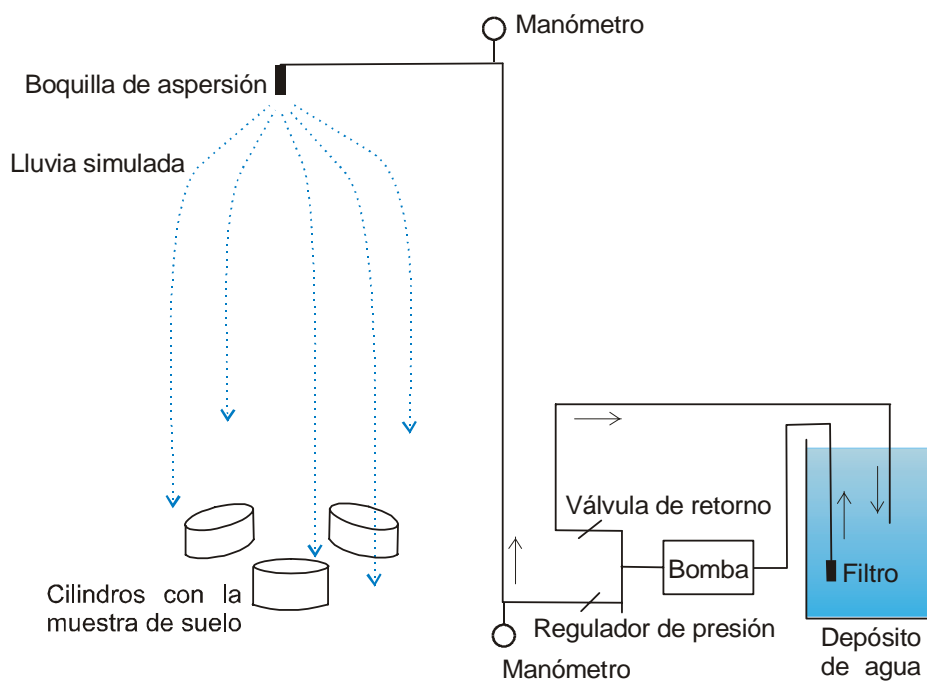 Manómetro
Boquilla de aspersión
Lluvia simulada
Válvula de retorno
Bomba
Filtro
Cilindros con la
muestra de suelo
Regulador de presión
Manómetro
Depósito
de agua